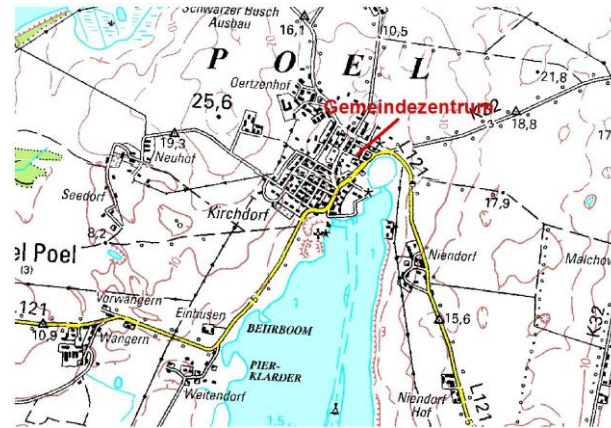 Schwarzer Busch
Ausbau
16,1
10,5
P O E L
Oertzenhof
21,8
25,6
Gemeindezentrum
K32
18,8
17
19,3
Neuhof
L121
Seedorf
17,9
Kirchdorf
8,2
el Poel
(3)
Niendorf
Malchow
121
Vorwangern
Einhusen
10,9
Wangern
BEHRBOOM
15,6
K32
PIER-
KLARDER
Weitendorf
Niendorf
Hof
L121
1,5